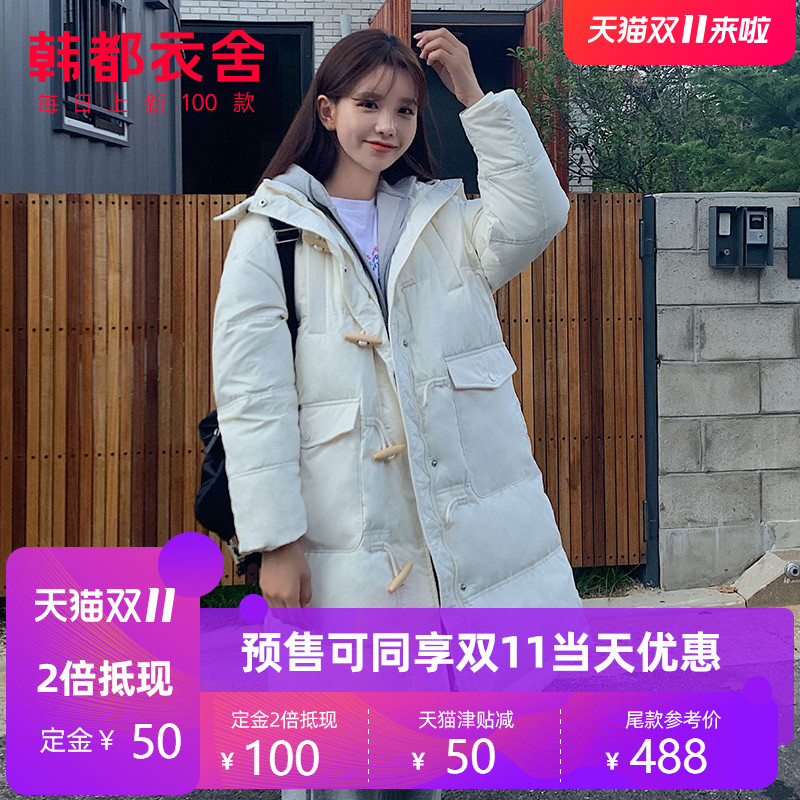 韩都衣舍
每日上新100款
天猫双11来啦
天猫双11
2倍抵现
定金¥ 50
预售可同享双11当天优惠
定金2倍抵现
¥ 100
天猫津贴减
¥ 50
尾款参考价
¥ 488